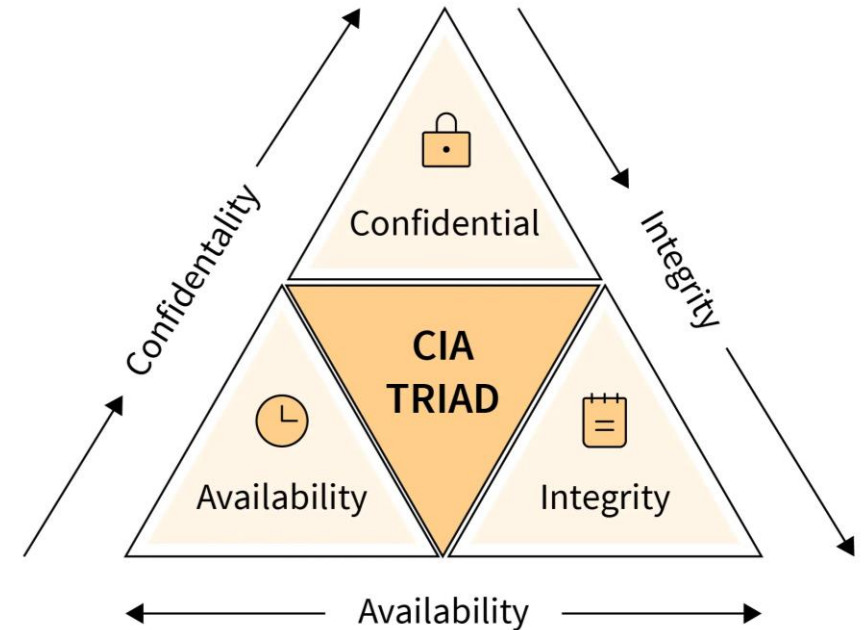 Confidential
Confidentality
Integrity
CIA
TRIAD
Availability
Integrity
Availability